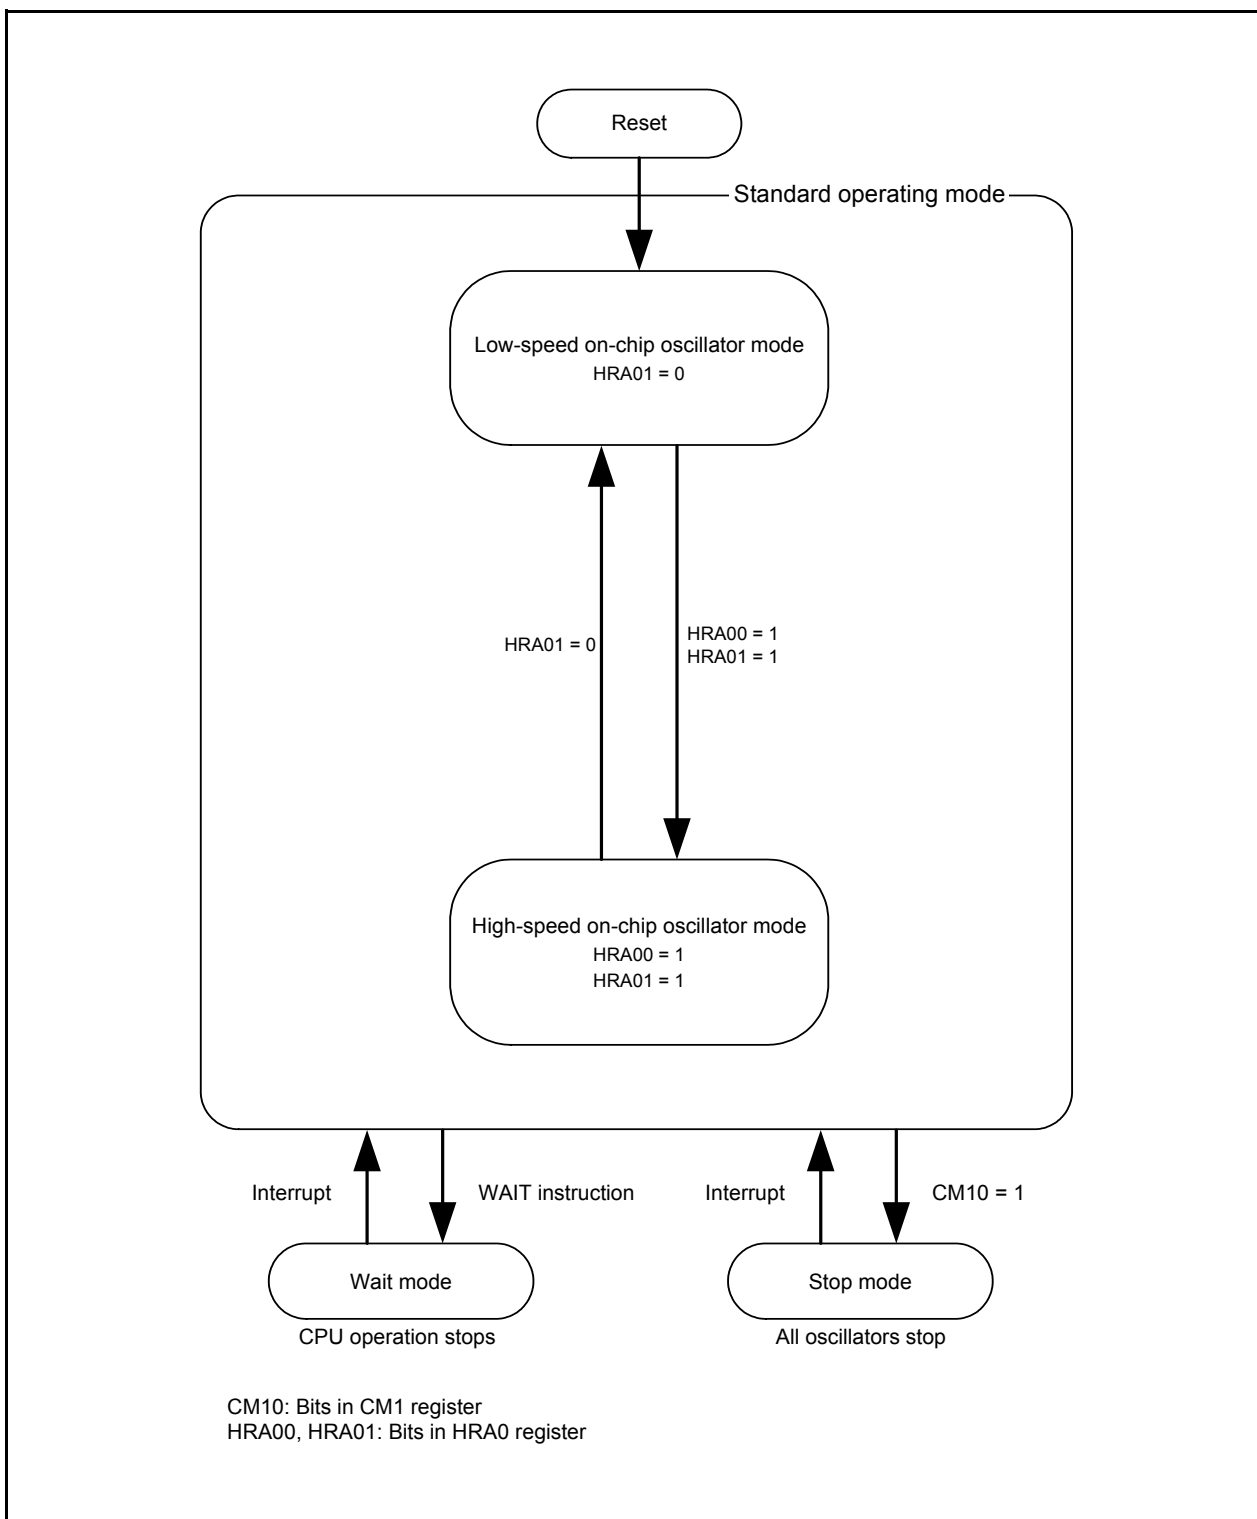 Reset
Standard operating mode
Low-speed on-chip oscillator mode
HRA01 = 0
HRA01 = 0
HRA00 = 1
HRA01 = 1
High-speed on-chip oscillator mode
HRA00 = 1
HRA01 = 1
Interrupt
WAIT instruction
Interrupt
CM10 = 1
Wait mode
Stop mode
CPU operation stops
All oscillators stop
CM10: Bits in CM1 register
HRA00, HRA01: Bits in HRA0 register